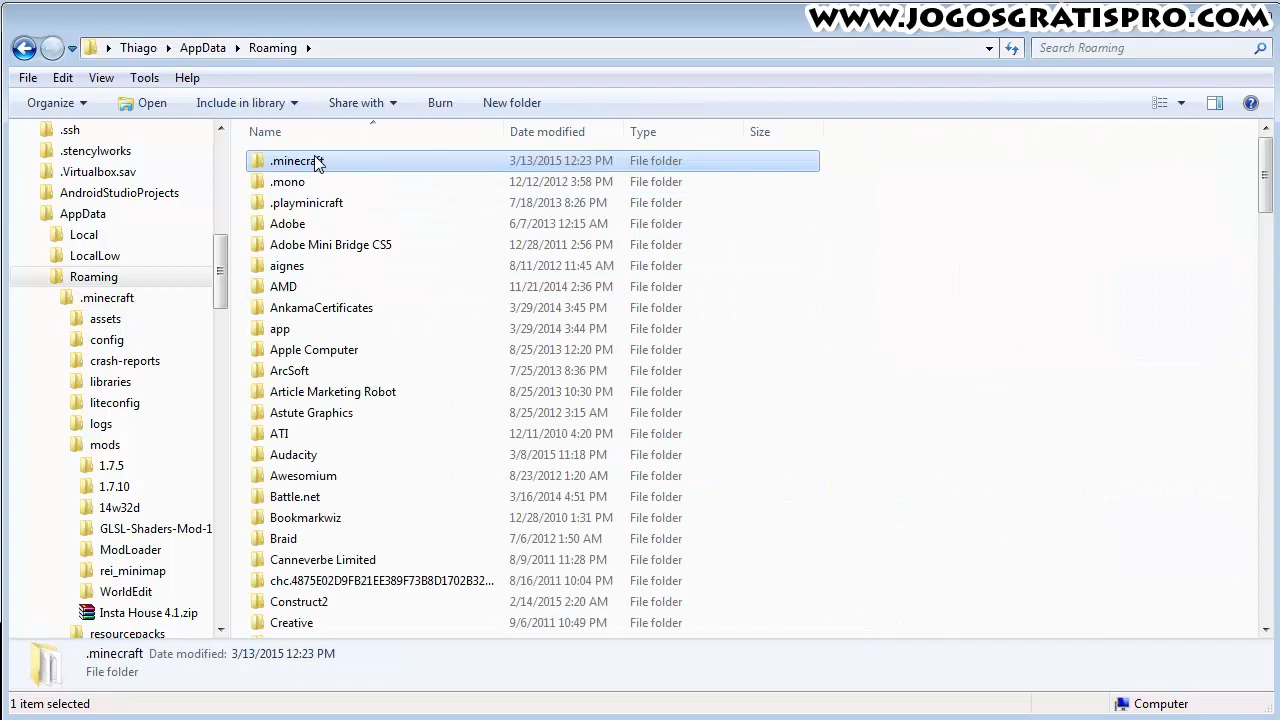 www.JOGOSGRATISPRO.com
Thiago AppData Roaming
Search Roaming
File Edit View Tools Help
Organize Open Include in library Share with Burn New folder
.ssh
.stencylworks
.Virtualbox.sav
AndroidStudioProjects
AppData
Local
LocalLow
Roaming
.minecraft
assets
config
crash-reports
libraries
liteconfig
logs
mods
1.7.5
1.7.10
14w32d
GLSL-Shaders-Mod-1
ModLoader
rei_minimap
WorldEdit
Insta House 4.1.zip
resourcepacks
Name Date modified Type Size
.minecraft 3/13/2015 12:23 PM File folder
.mono 12/12/2012 3:58 PM File folder
.playminicraft 7/18/2013 8:26 PM File folder
Adobe 6/7/2013 12:15 AM File folder
Adobe Mini Bridge CS5 12/28/2011 2:56 PM File folder
aignes 8/11/2012 11:45 AM File folder
AMD 11/21/2014 2:36 PM File folder
AnkamaCertificates 3/29/2014 3:45 PM File folder
app 3/29/2014 3:44 PM File folder
Apple Computer 8/25/2013 12:20 PM File folder
ArcSoft 7/25/2013 8:36 PM File folder
Article Marketing Robot 8/25/2013 10:30 PM File folder
Astute Graphics 8/25/2012 3:15 AM File folder
ATI 12/11/2010 4:20 PM File folder
Audacity 3/8/2015 11:18 PM File folder
Awesomium 8/23/2012 1:20 AM File folder
Battle.net 3/16/2014 4:51 PM File folder
Bookmarkwiz 12/28/2010 1:31 PM File folder
Braid 7/6/2012 1:50 AM File folder
Canneverbe Limited 8/9/2011 11:28 PM File folder
chc.4875E02D9FB21EE389F73B8D1702B32... 8/16/2011 10:04 PM File folder
Construct2 2/14/2015 2:20 AM File folder
Creative 9/6/2011 10:49 PM File folder
.minecraft Date modified: 3/13/2015 12:23 PM
File folder
1 item selected
Computer